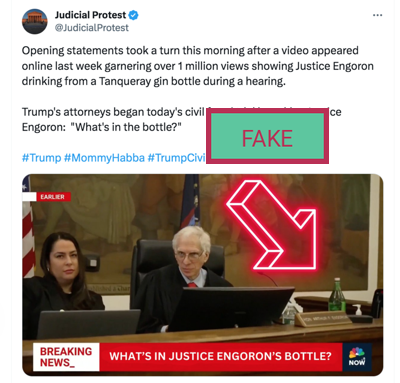 Judicial Protest
@JudicialProtest
Opening statements took a turn this morning after a video appeared
online last week garnering over 1 million views showing Justice Engoron
drinking from a Tanqueray gin bottle during a hearing.
Trump's attorneys began today's civil
Engoron: "What's in the bottle?"
FAKE
#Trump #MommyHabba
EARLIER
BREAKING
NEWS_
WHAT'S IN JUSTICE ENGORON'S BOTTLE?
NOW